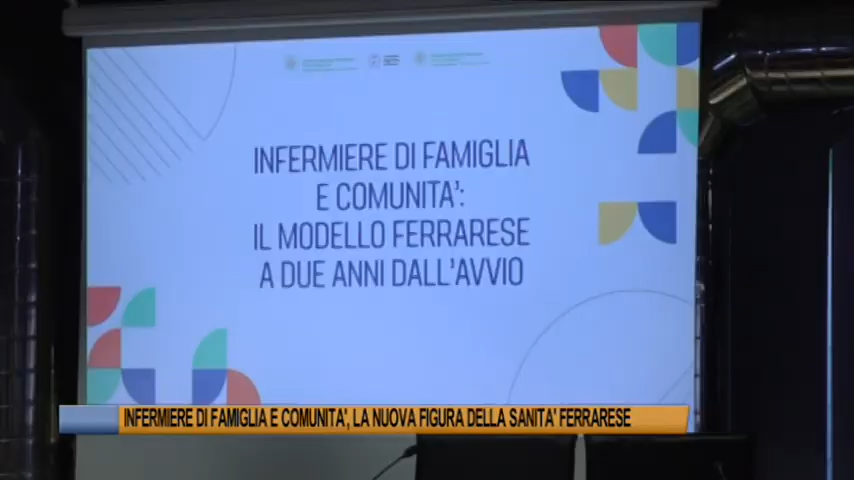 INFERMIERE DI FAMIGLIA
E COMUNITA':
IL MODELLO FERRARESE
A DUE ANNI DALL'AVVIO
INFERMIERE DI FAMIGLIA E COMUNITA', LA NUOVA FIGURA DELLA SANITA' FERRARESE